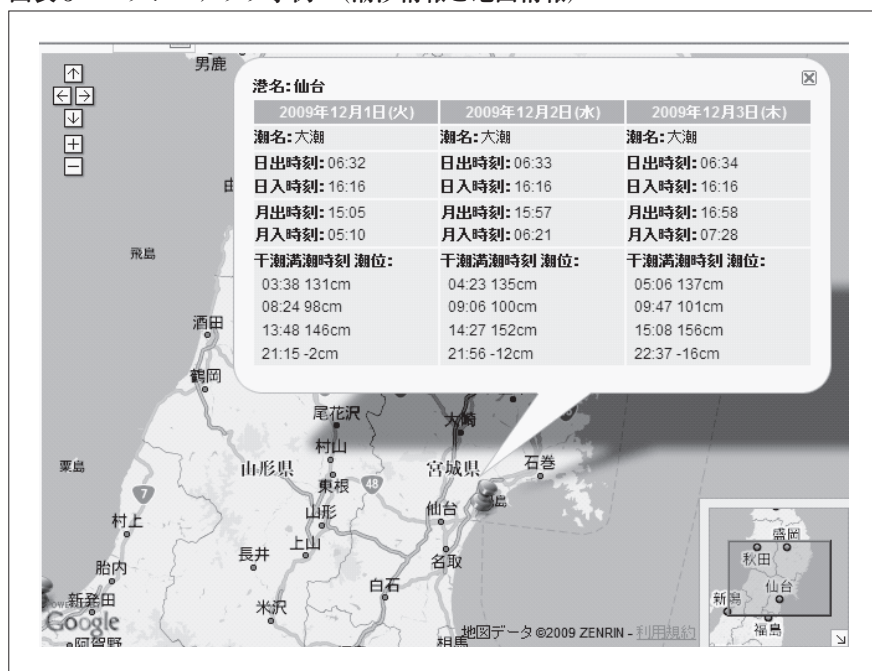 男鹿
港名:仙台
2009年12月1日(火) 2009年12月2日(水) 2009年12月3日(木)
潮名:大潮 潮名:大潮 潮名:大潮
日出時刻:06:32 日出時刻:06:33 日出時刻:06:34
日入時刻:16:16 日入時刻:16:16 日入時刻:16:16
月出時刻:15:05 月出時刻:15:57 月出時刻:16:58
月入時刻:05:10 月入時刻:06:21 月入時刻:07:28
干潮満潮時刻 潮位: 干潮満潮時刻 潮位: 干潮満潮時刻 潮位:
03:38 131cm 04:23 135cm 05:06 137cm
08:24 98cm 09:06 100cm 09:47 101cm
13:48 146cm 14:27 152cm 15:08 156cm
21:15 -2cm 21:56 -12cm 22:37 -16cm
由
飛島
酒田
鶴岡
尾花沢 大崎
村山
粟島 山形県 東根 48 宮城県 石巻
7
村上 山形 仙台 島
上山
長井 名取
胎内 白石
新発田 米沢
Google
阿賀野 相馬
地図データ ©2009 ZENRIN - 利用規約
盛岡
秋田
仙台
新潟
福島